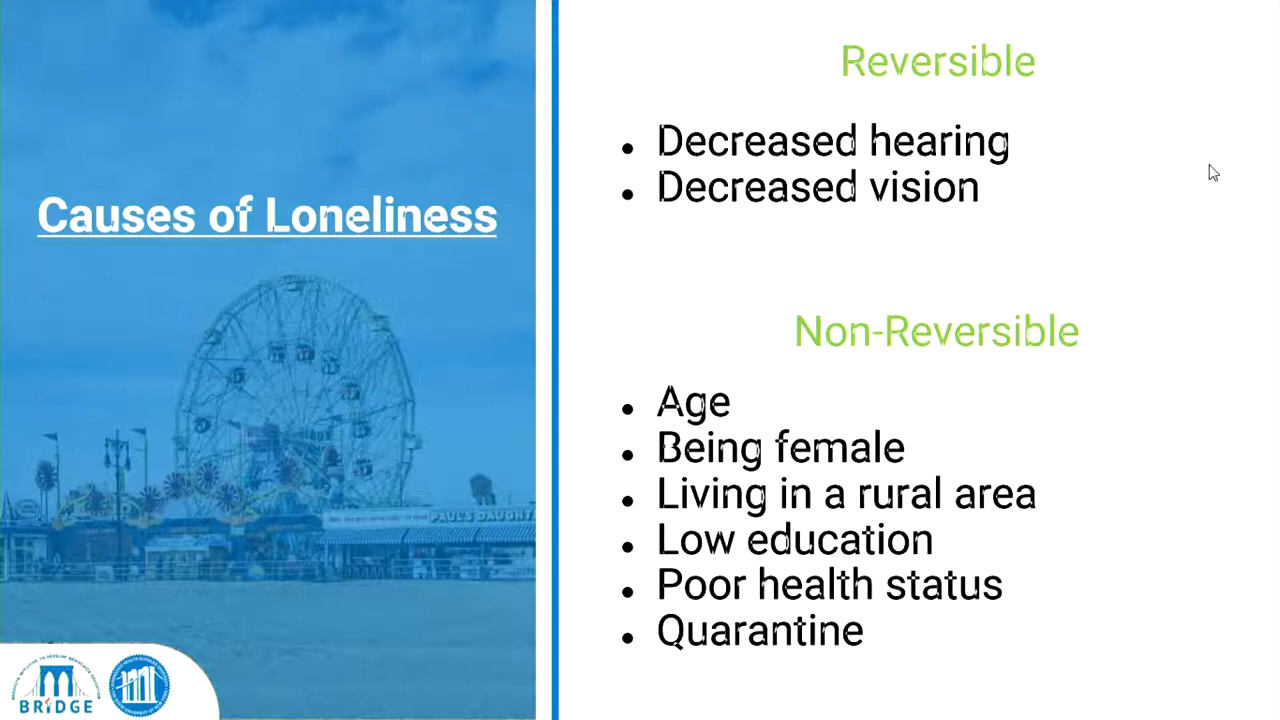 Causes of Loneliness
Reversible
• Decreased hearing
• Decreased vision
Non-Reversible
• Age
• Being female
• Living in a rural area
• Low education
• Poor health status
• Quarantine
PAUL'S DAUGHT
BRIDGE